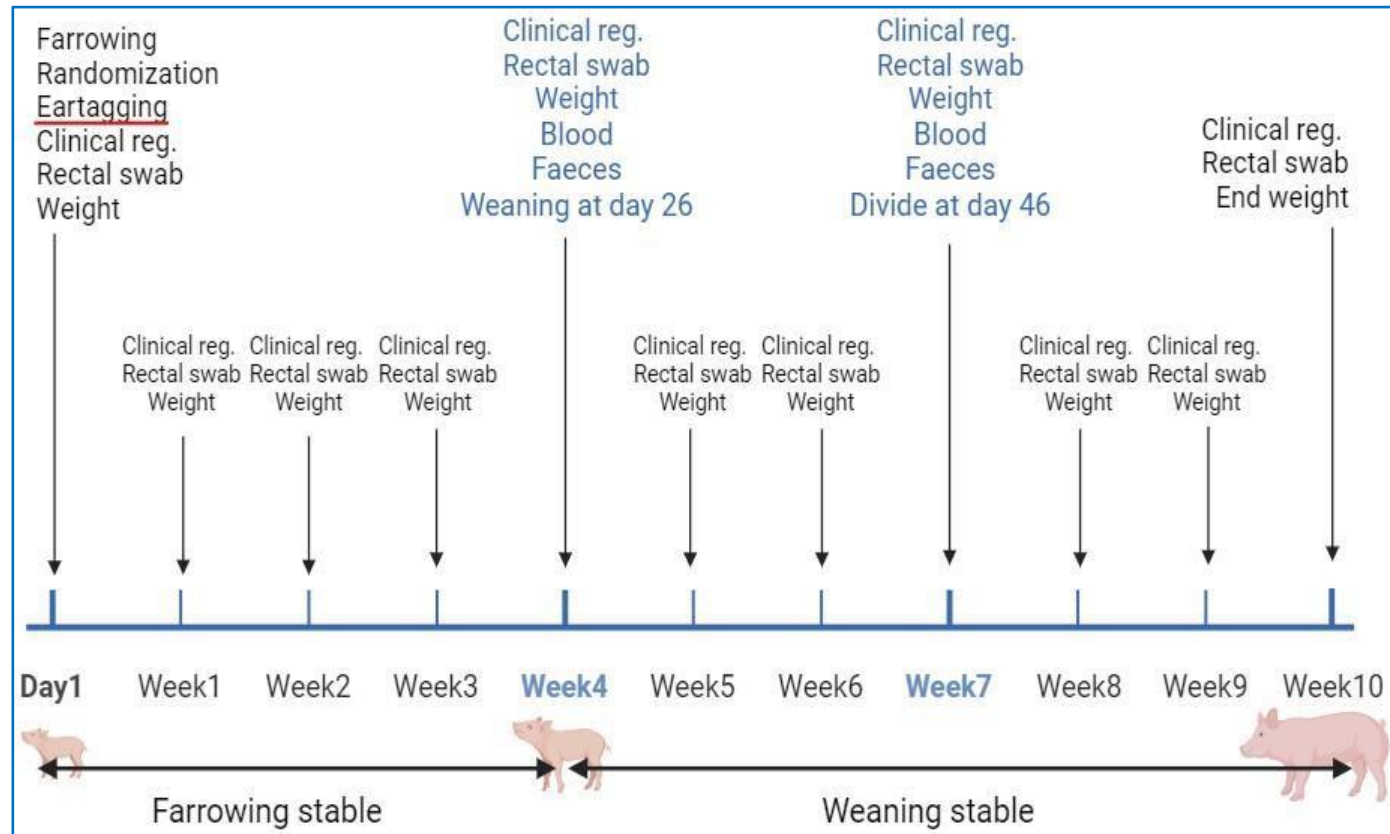 Farrowing
Randomization
Eartagging
Clinical reg.
Rectal swab
Weight
Clinical reg.
Rectal swab
Weight
Blood
Faeces
Weaning at day 26
Clinical reg.
Rectal swab
Weight
Blood
Faeces
Divide at day 46
Clinical reg.
Rectal swab
End weight
Clinical reg.
Rectal swab
Weight
Clinical reg.
Rectal swab
Weight
Clinical reg.
Rectal swab
Weight
Clinical reg.
Rectal swab
Weight
Clinical reg.
Rectal swab
Weight
Clinical reg.
Rectal swab
Weight
Clinical reg.
Rectal swab
Weight
Day1 Week1 Week2 Week3 Week4 Week5 Week6 Week7 Week8 Week9 Week10
Farrowing stable
Weaning stable